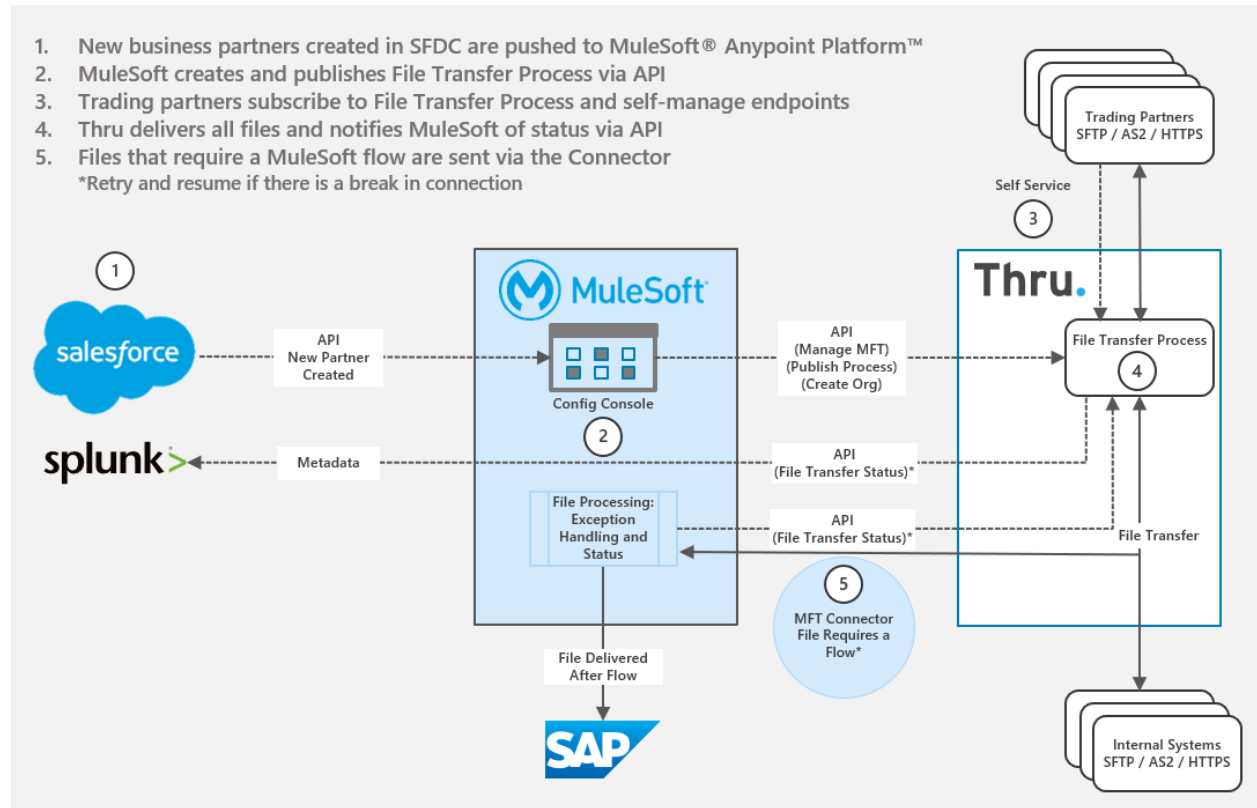 1. New business partners created in SFDC are pushed to MuleSoft® Anypoint Platform™
2. MuleSoft creates and publishes File Transfer Process via API
3. Trading partners subscribe to File Transfer Process and self-manage endpoints
4. Thru delivers all files and notifies MuleSoft of status via API
5. Files that require a MuleSoft flow are sent via the Connector
*Retry and resume if there is a break in connection
Trading Partners
SFTP / AS2 / HTTPS
Self Service
3
1
salesforce
API
New Partner
Created
MuleSoft
Config Console
2
API
(Manage MFT)
(Publish Process)
(Create Org)
Thru.
File Transfer Process
4
splunk>
Metadata
API
(File Transfer Status)*
File Processing:
Exception
Handling and
Status
API
(File Transfer Status)*
File Transfer
5
MFT Connector
File Requires a
Flow*
File Delivered
After Flow
SAP
Internal Systems
SFTP / AS2 / HTTPS